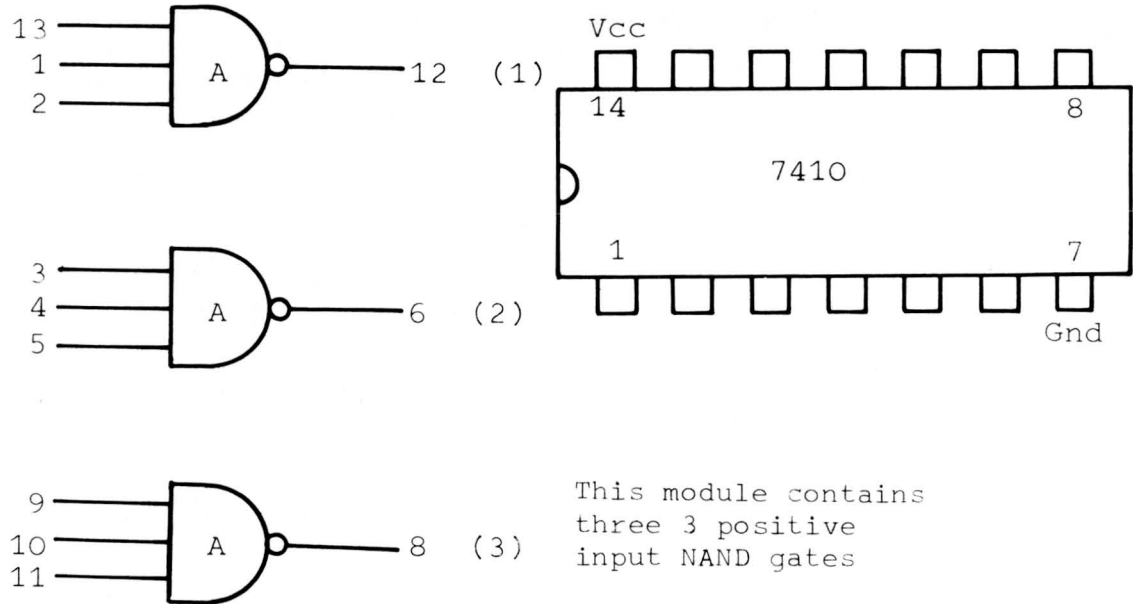 13
1
2
A
12 (1)
3
4
5
A
6 (2)
9
10
11
A
8 (3)
Vcc
14 8
7410
1 7
Gnd
This module contains
three 3 positive
input NAND gates